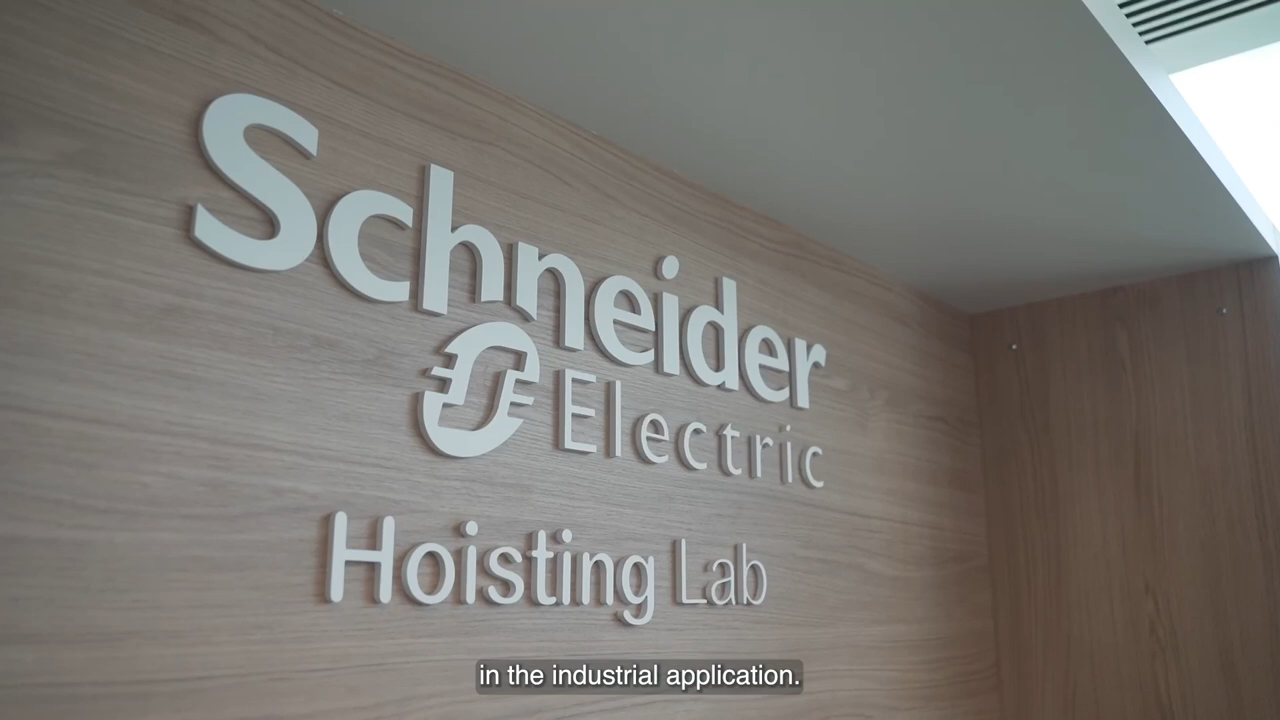 Schneider
Electric
Hoisting Lab
in the industrial application.